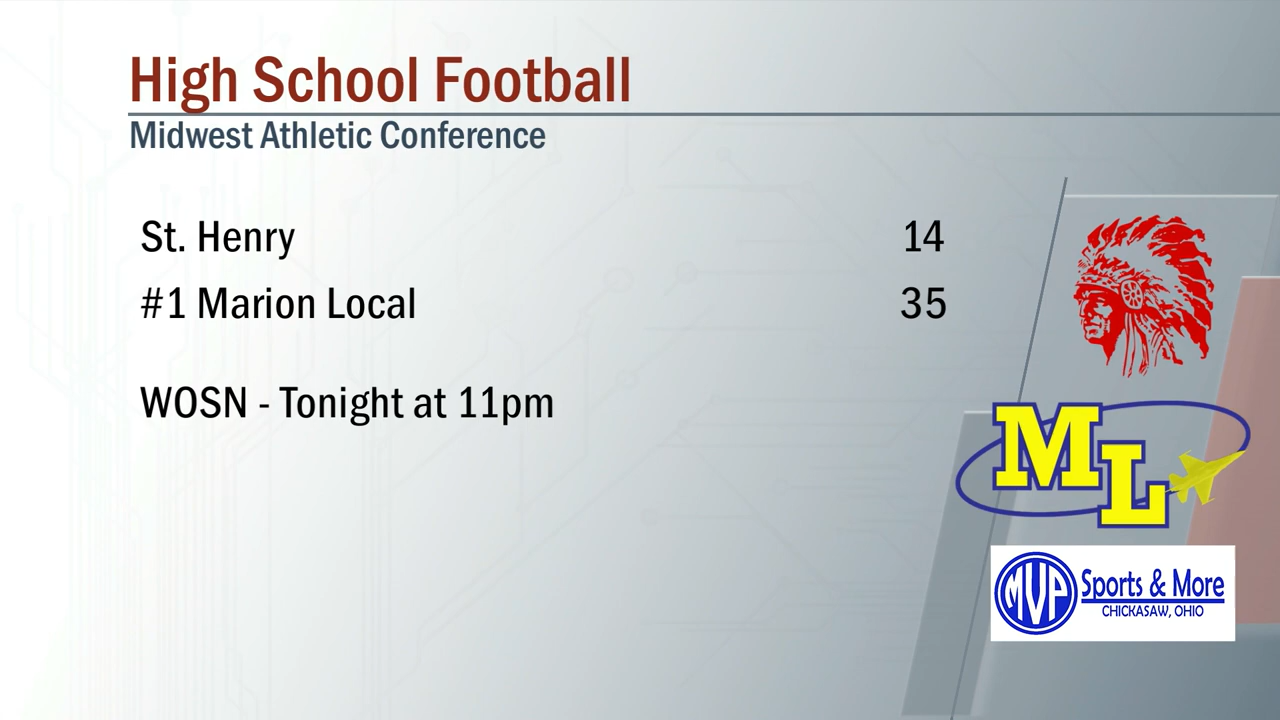 High School Football
Midwest Athletic Conference
St. Henry 14
#1 Marion Local 35
WOSN - Tonight at 11pm
ML
MVP Sports & More
CHICKASAW, OHIO